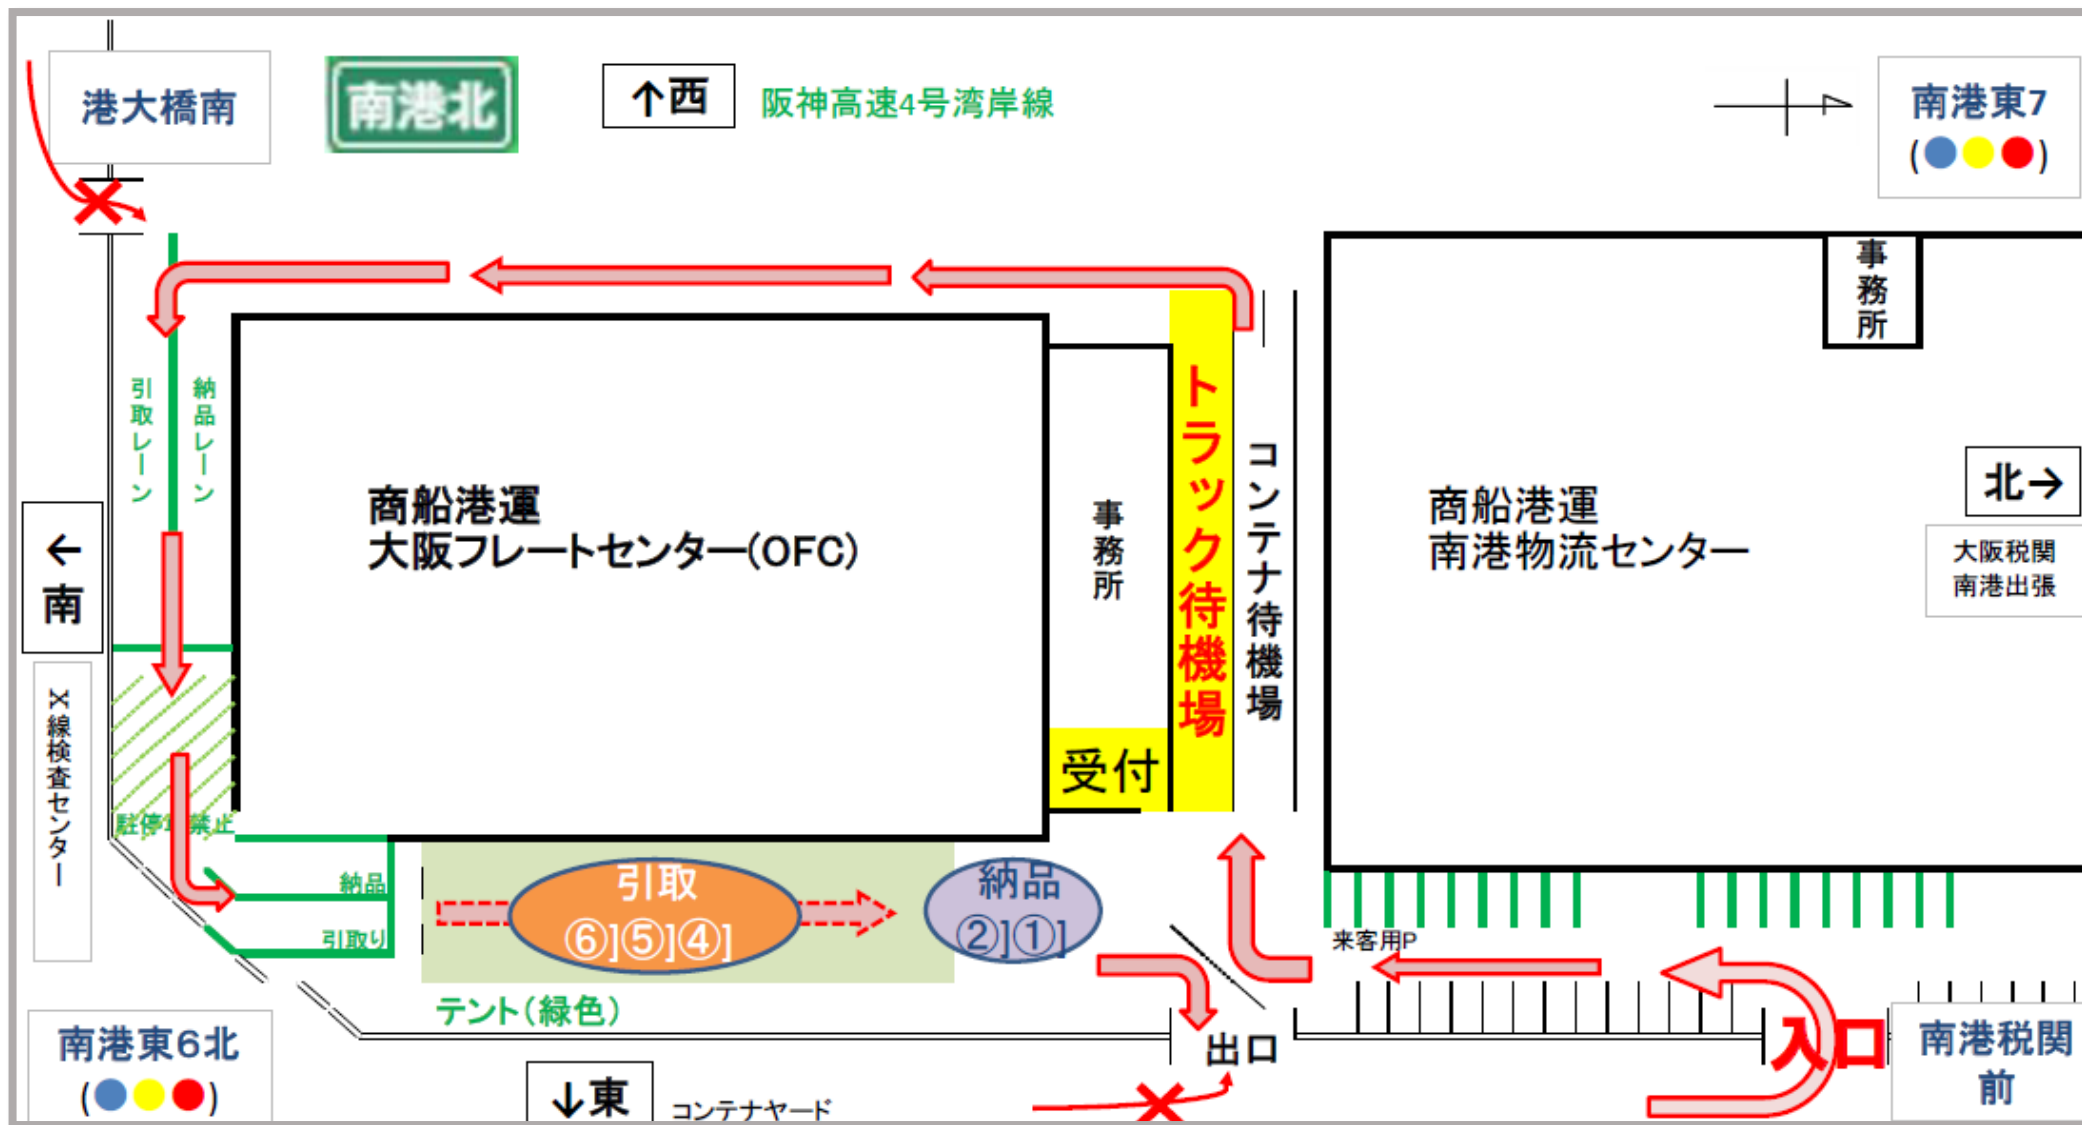 港大橋南
南港北
↑西
阪神高速4号湾岸線
南港東7
(●●●)
事務所
引取レーン
納品レーン
商船港運
大阪フレートセンター(OFC)
事務所
トラック待機場
コンテナ待機場
商船港運
南港物流センター
北→
大阪税関
南港出張
←
南
X線検査センター
受付
駐停車禁止
納品
引取り
引取
⑥]⑤]④]
納品
②]①]
来客用P
テント(緑色)
出口
入口
南港税関
前
南港東6北
(●●●)
↓東
コンテナヤード